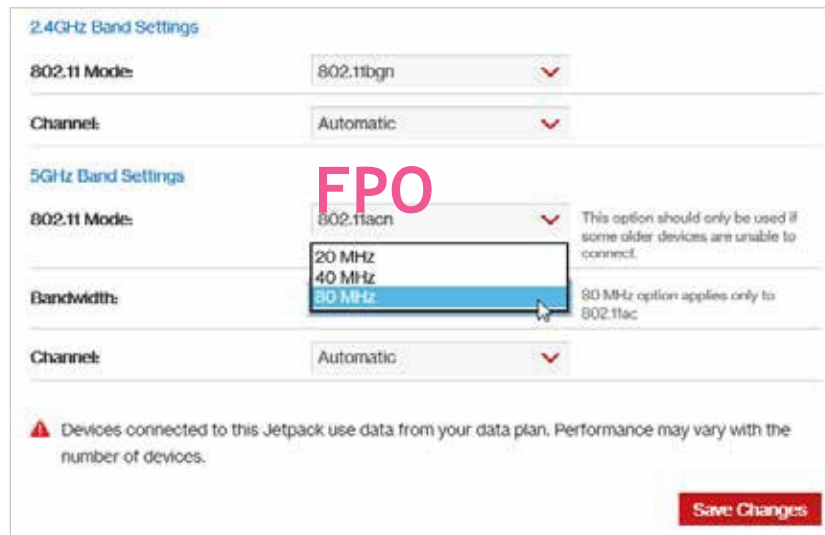 2.4GHz Band Settings
802.11 Mode: 802.11bgn
Channel: Automatic
5GHz Band Settings
FPO
802.11 Mode: 802.11acn
This option should only be used if
some older devices are unable to
connect.
20 MHz
40 MHz
80 MHz
Bandwidth:
80 MHz option applies only to
802.11ac
Channel: Automatic
Devices connected to this Jetpack use data from your data plan. Performance may vary with the
number of devices.
Save Changes